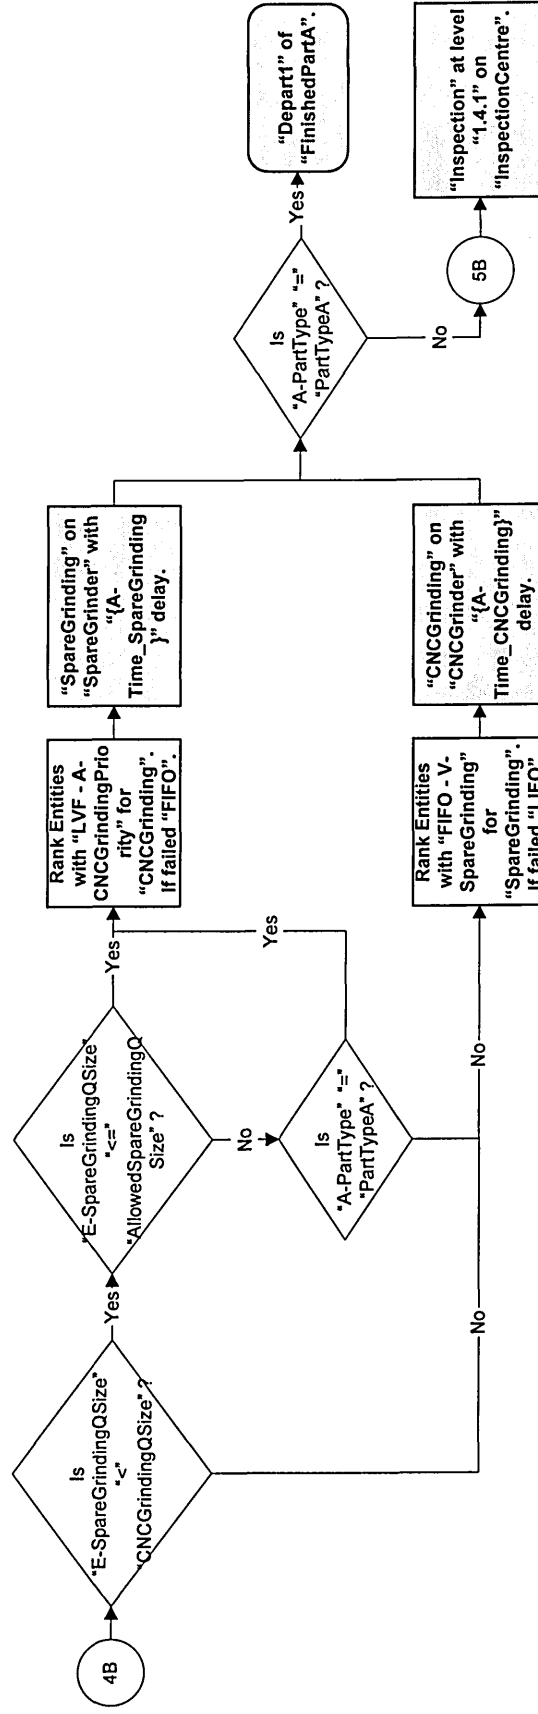 4B
Is
“E-SpareGrindingQSize”
“<”
“CNCGrindingQSize” ?
Yes
No
Is
“E-SpareGrindingQSize”
“<=”
“AllowedSpareGrindingQ
Size” ?
Yes
No
Is
“A-PartType” “=”
“PartTypeA” ?
Yes
No
Rank Entities
with “LVF - A-
CNCGrindingPrio
rity” for
“CNCGrinding”.
If failed “FIFO”.
“SpareGrinding” on
“SpareGrinder” with
“{A-
Time_SpareGrinding
}” delay.
Rank Entities
with “FIFO - V-
SpareGrinding”
for
“SpareGrinding”.
If failed “LIFO”
“CNCGrinding” on
“CNCGrinder” with
“{A-
Time_CNCGrinding}”
delay.
Is
“A-PartType” “=”
“PartTypeA” ?
Yes
No
“Depart1” of
“FinishedPartA”.
5B
“Inspection” at level
“1.4.1” on
“InspectionCentre”.